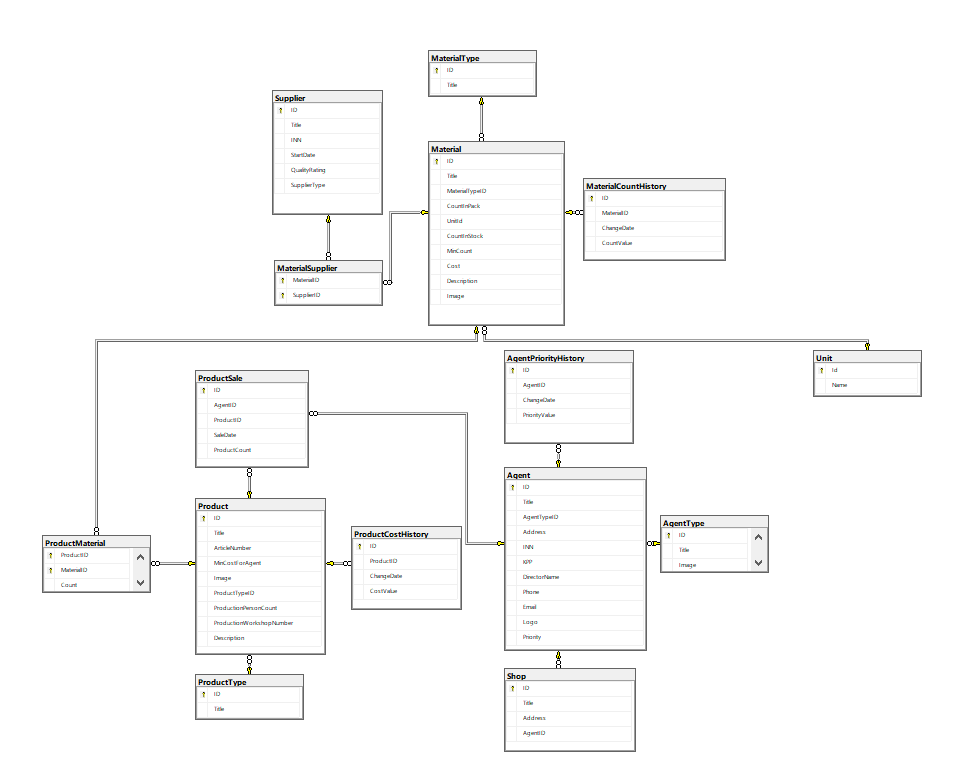 MaterialType
ID
Title
Supplier
ID
Title
INN
StartDate
QualityRating
SupplierType
Material
ID
Title
MaterialTypeID
CountInPack
UnitId
CountInStock
MinCount
Cost
Description
Image
MaterialCountHistory
ID
MaterialID
ChangeDate
CountValue
MaterialSupplier
MaterialID
SupplierID
Unit
Id
Name
AgentPriorityHistory
ID
AgentID
ChangeDate
PriorityValue
ProductSale
ID
AgentID
ProductID
SaleDate
ProductCount
Agent
ID
Title
AgentTypeID
Address
INN
KPP
DirectorName
Phone
Email
Logo
Priority
AgentType
ID
Title
Image
Product
ID
Title
ArticleNumber
MinCostForAgent
Image
ProductTypeID
ProductionPersonCount
ProductionWorkshopNumber
Description
ProductCostHistory
ID
ProductID
ChangeDate
CostValue
ProductMaterial
ProductID
MaterialID
Count
ProductType
ID
Title
Shop
ID
Title
Address
AgentID